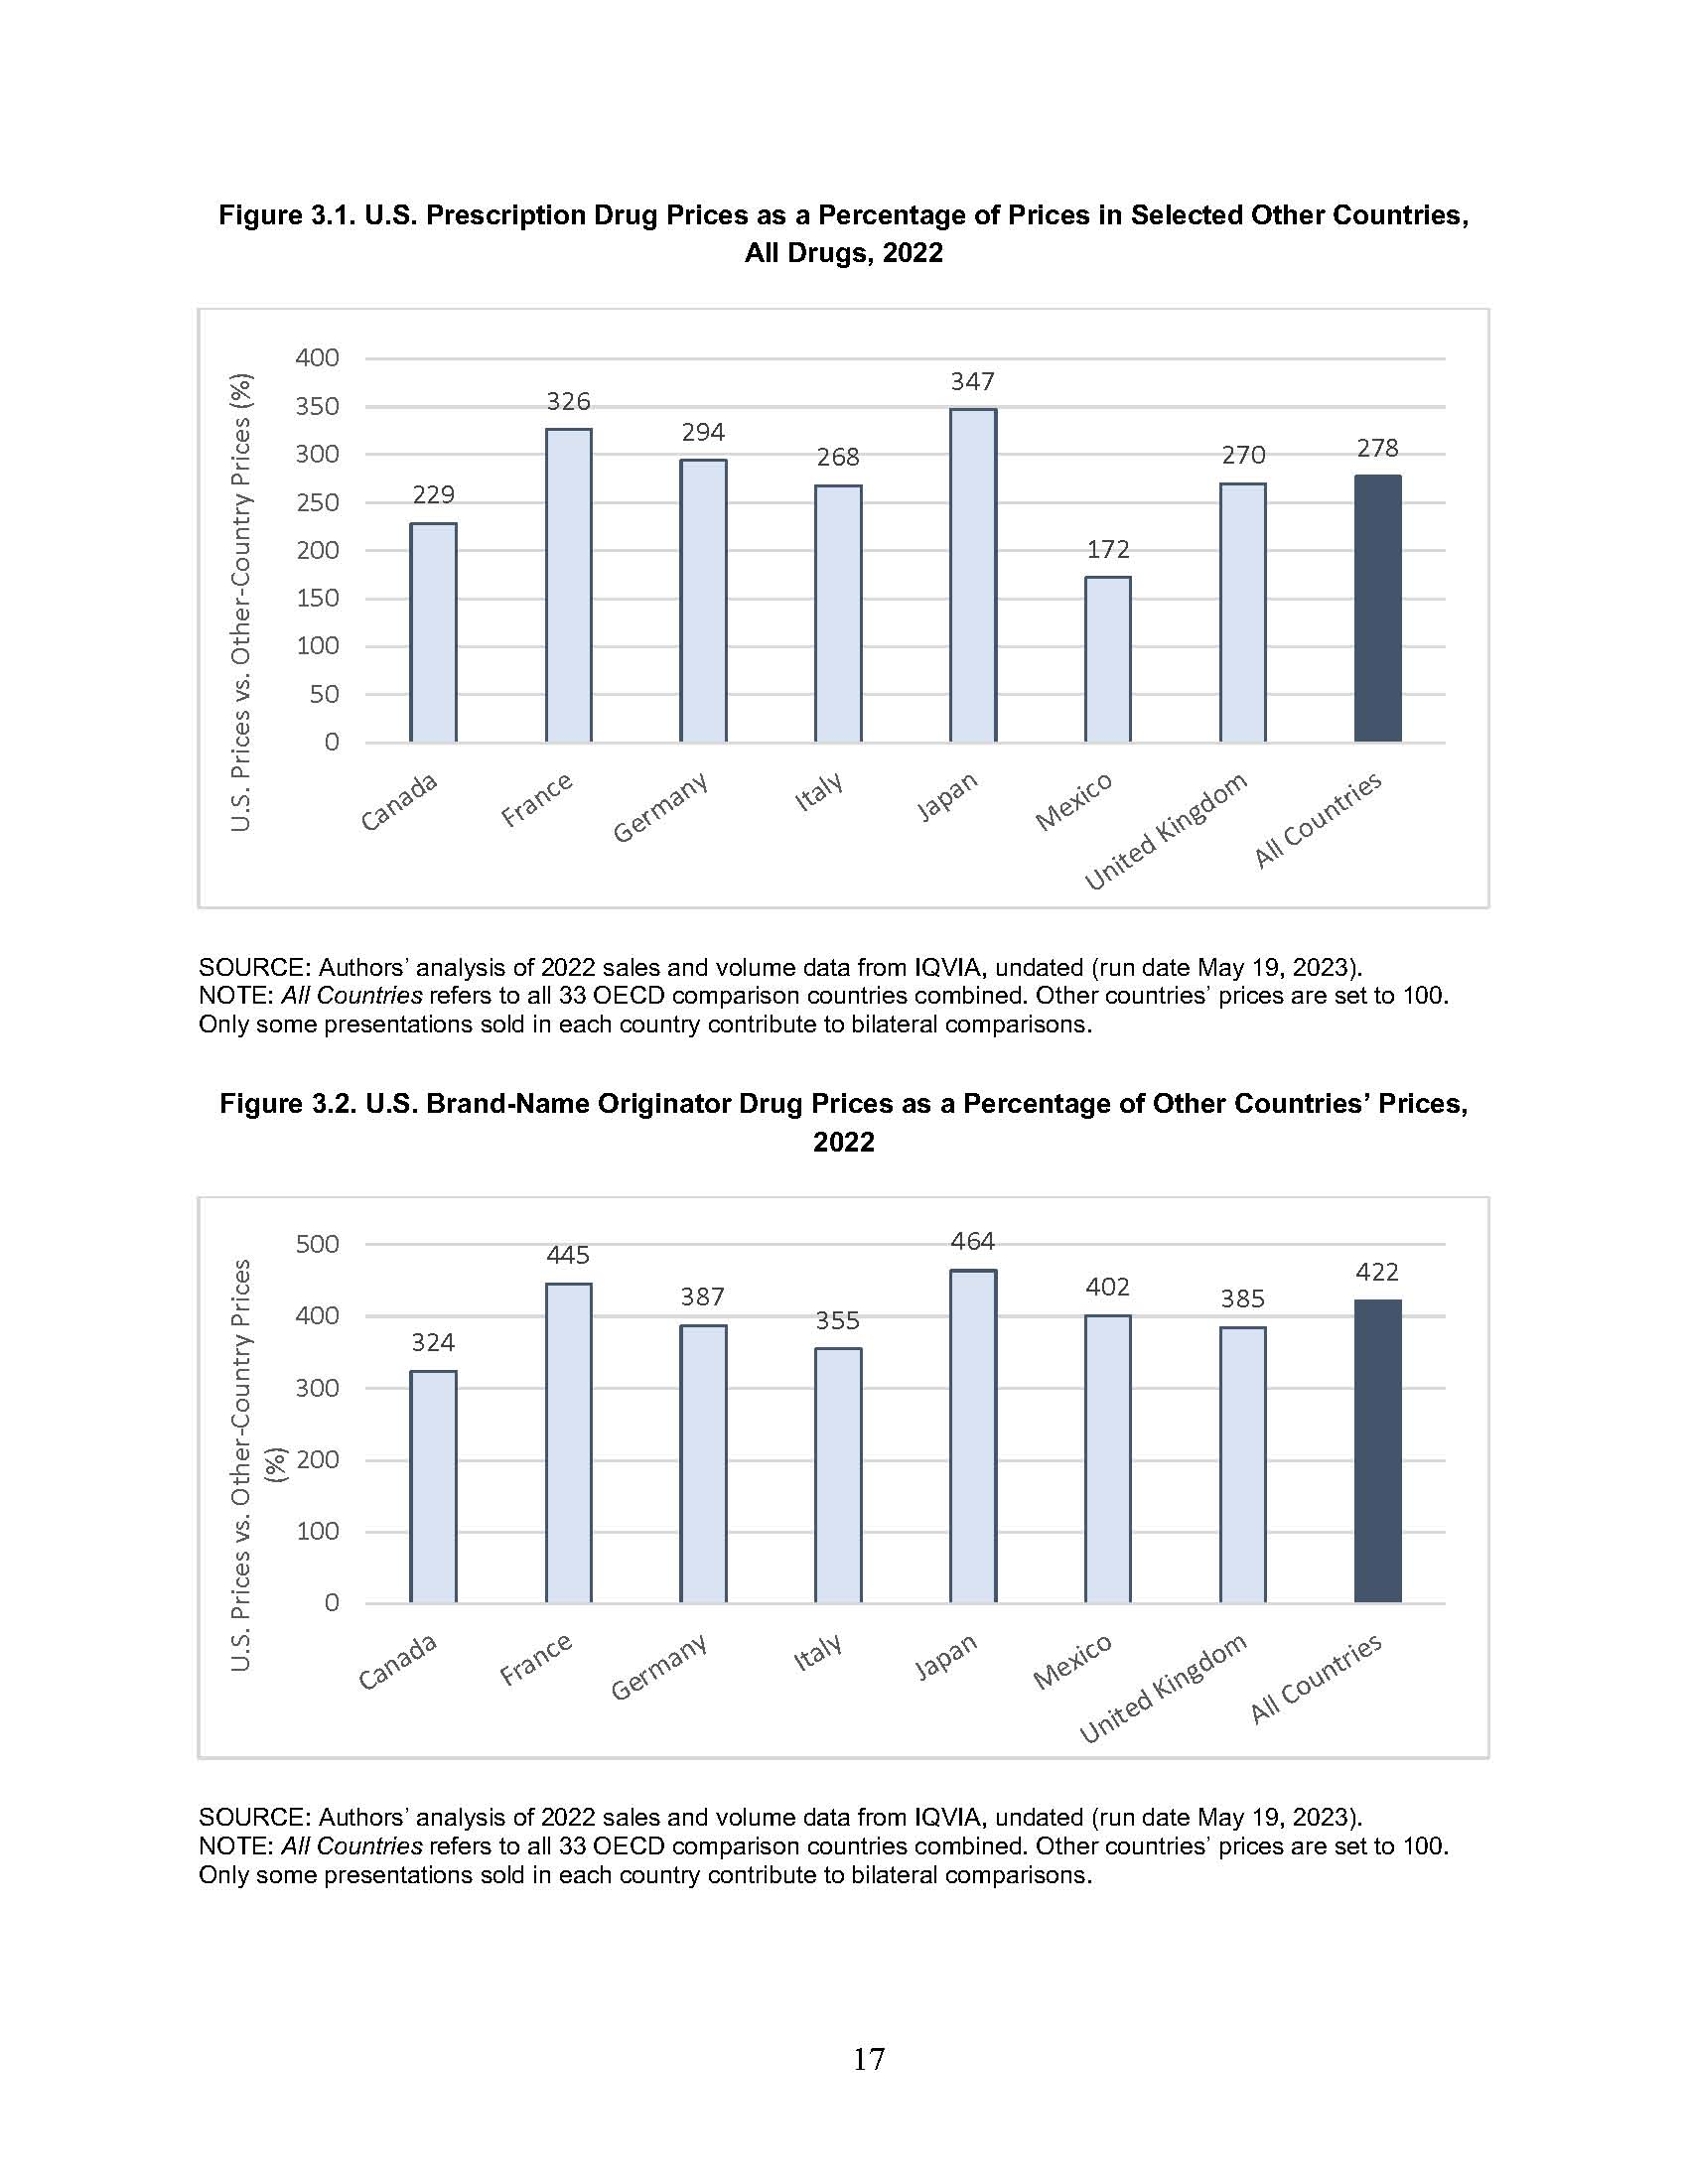 Figure 3.1. U.S. Prescription Drug Prices as a Percentage of Prices in Selected Other Countries,
All Drugs, 2022
U.S. Prices vs. Other-Country Prices (%)
400
350
300
250
200
150
100
50
0
229
326
294
268
347
172
270
278
Canada
France
Germany
Italy
Japan
Mexico
United Kingdom
All Countries
SOURCE: Authors’ analysis of 2022 sales and volume data from IQVIA, undated (run date May 19, 2023).
NOTE: All Countries refers to all 33 OECD comparison countries combined. Other countries’ prices are set to 100.
Only some presentations sold in each country contribute to bilateral comparisons.
Figure 3.2. U.S. Brand-Name Originator Drug Prices as a Percentage of Other Countries’ Prices,
2022
U.S. Prices vs. Other-Country Prices
(%)
500
400
300
200
100
0
324
445
387
355
464
402
385
422
Canada
France
Germany
Italy
Japan
Mexico
United Kingdom
All Countries
SOURCE: Authors’ analysis of 2022 sales and volume data from IQVIA, undated (run date May 19, 2023).
NOTE: All Countries refers to all 33 OECD comparison countries combined. Other countries’ prices are set to 100.
Only some presentations sold in each country contribute to bilateral comparisons.
17